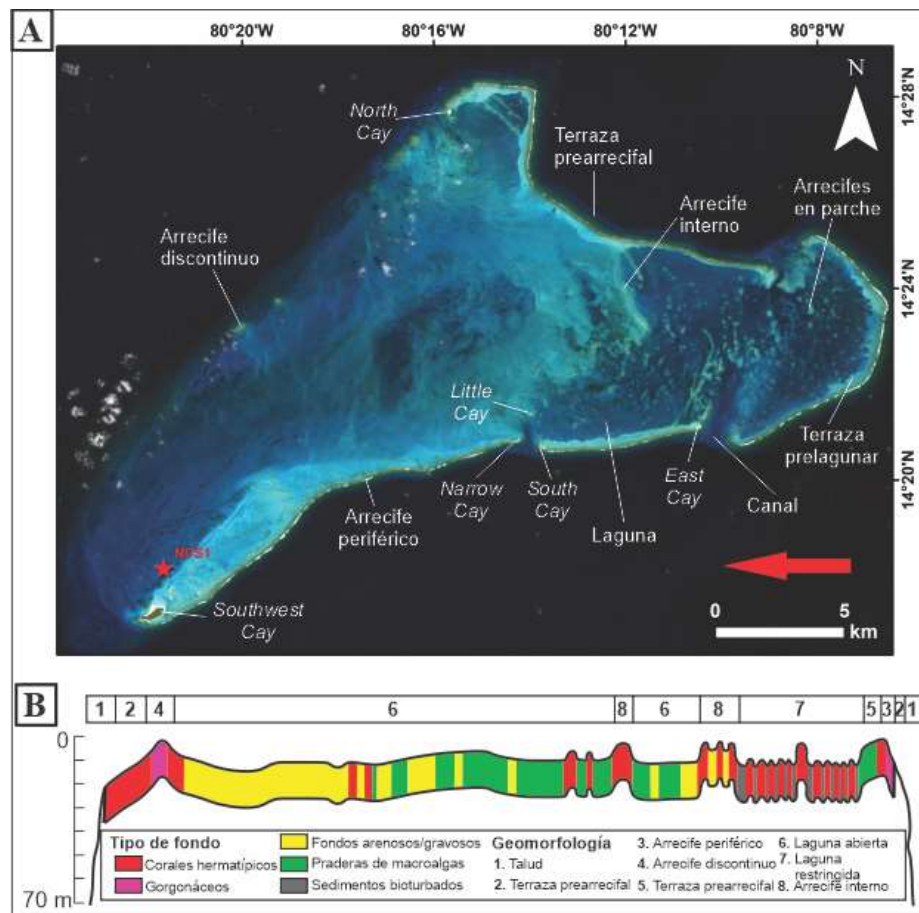 A
80°20'W 80°16'W 80°12'W 80°8'W
N
14°28'N
North
Cay
Terraza
prearrecifal
Arrecifes
en parche
Arrecife
interno
Arrecife
discontinuo
14°24'N
Little
Cay
Terraza
prelagunar
Narrow
Cay
South
Cay
East
Cay
Canal
14°20'N
Arrecife
periférico
Laguna
NPS1
Southwest
Cay
0 5
km
B
1 2 4 6 8 6 8 7 5 3 2 1
0
70 m
Tipo de fondo
Corales hermatípicos
Gorgonáceos
Fondos arenosos/gravosos
Praderas de macroalgas
Sedimentos bioturbados
Geomorfología
1. Talud
2. Terraza prearrecifal
3. Arrecife periférico
4. Arrecife discontinuo
5. Terraza prearrecifal
6. Laguna abierta
7. Laguna
restringida
8. Arrecife interno